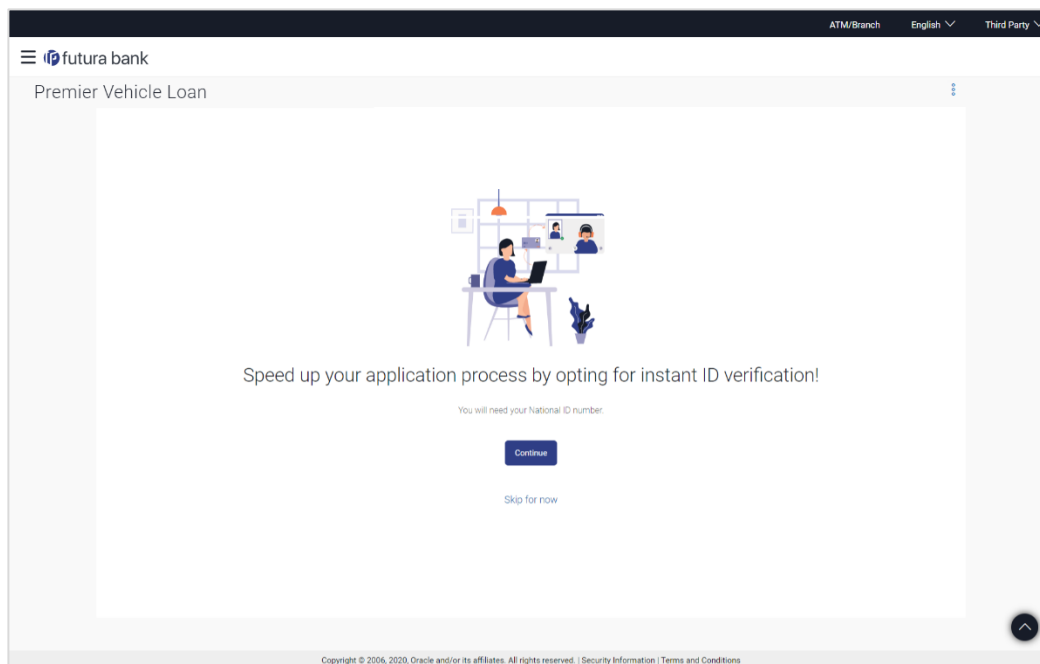 ATM/Branch English Third Party
futura bank
Premier Vehicle Loan
Speed up your application process by opting for instant ID verification!
You will need your National ID number.
Continue
Skip for now
Copyright © 2006, 2020, Oracle and/or its affiliates. All rights reserved. | Security Information | Terms and Conditions